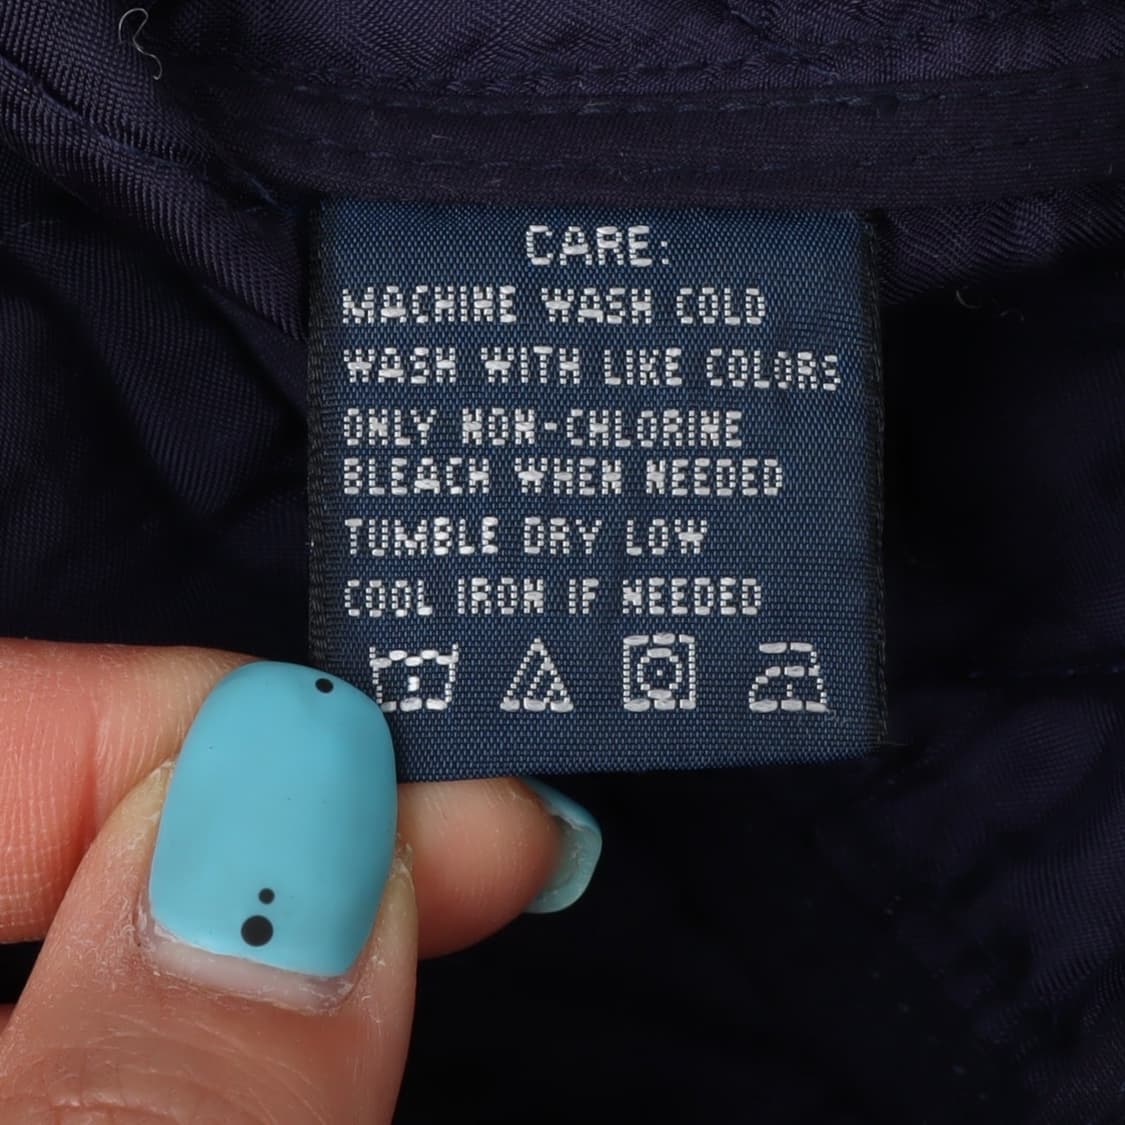 CARE:
MACHINE WASH COLD
WASH WITH LIKE COLORS
ONLY NON-CHLORINE
BLEACH WHEN NEEDED
TUMBLE DRY LOW
COOL IRON IF NEEDED